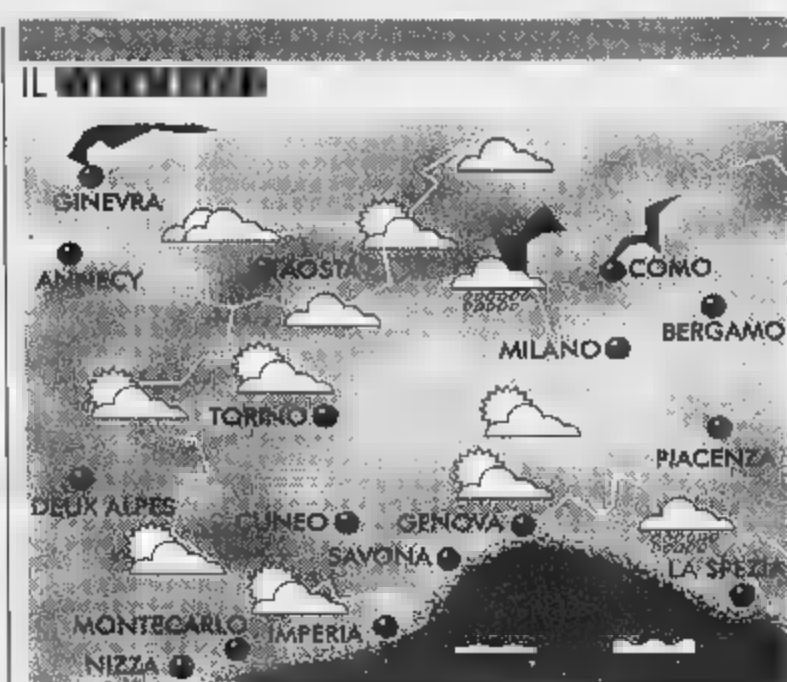 IL
GINEVRA
ANNECY
AOSTA
COMO
BERGAMO
MILANO
TORINO
PIACENZA
DEUX ALPES
CUNEO
GENOVA
SAVONA
LA SPEZIA
MONTECARLO
IMPERIA
NIZZA